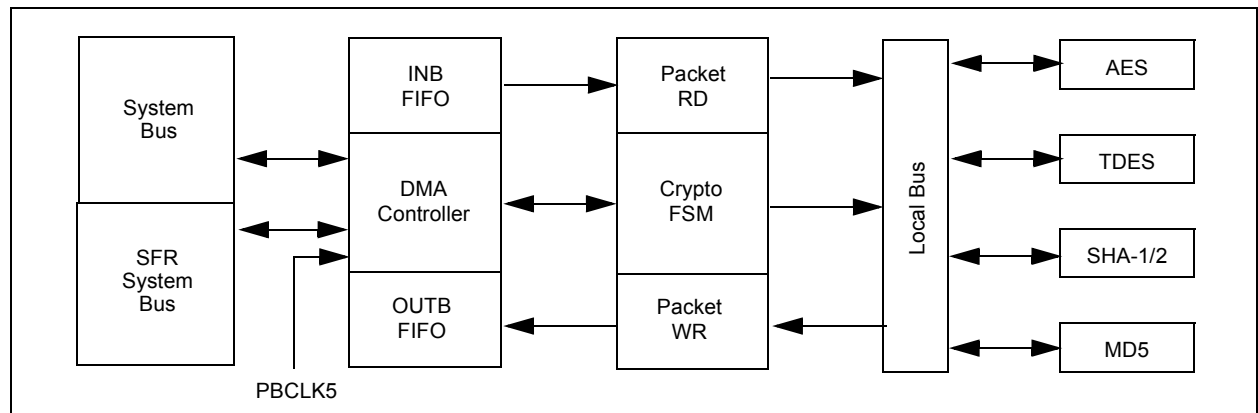 System
Bus
SFR
System
Bus
INB
FIFO
DMA
Controller
OUTB
FIFO
PBCLK5
Packet
RD
Crypto
FSM
Packet
WR
Local Bus
AES
TDES
SHA-1/2
MD5